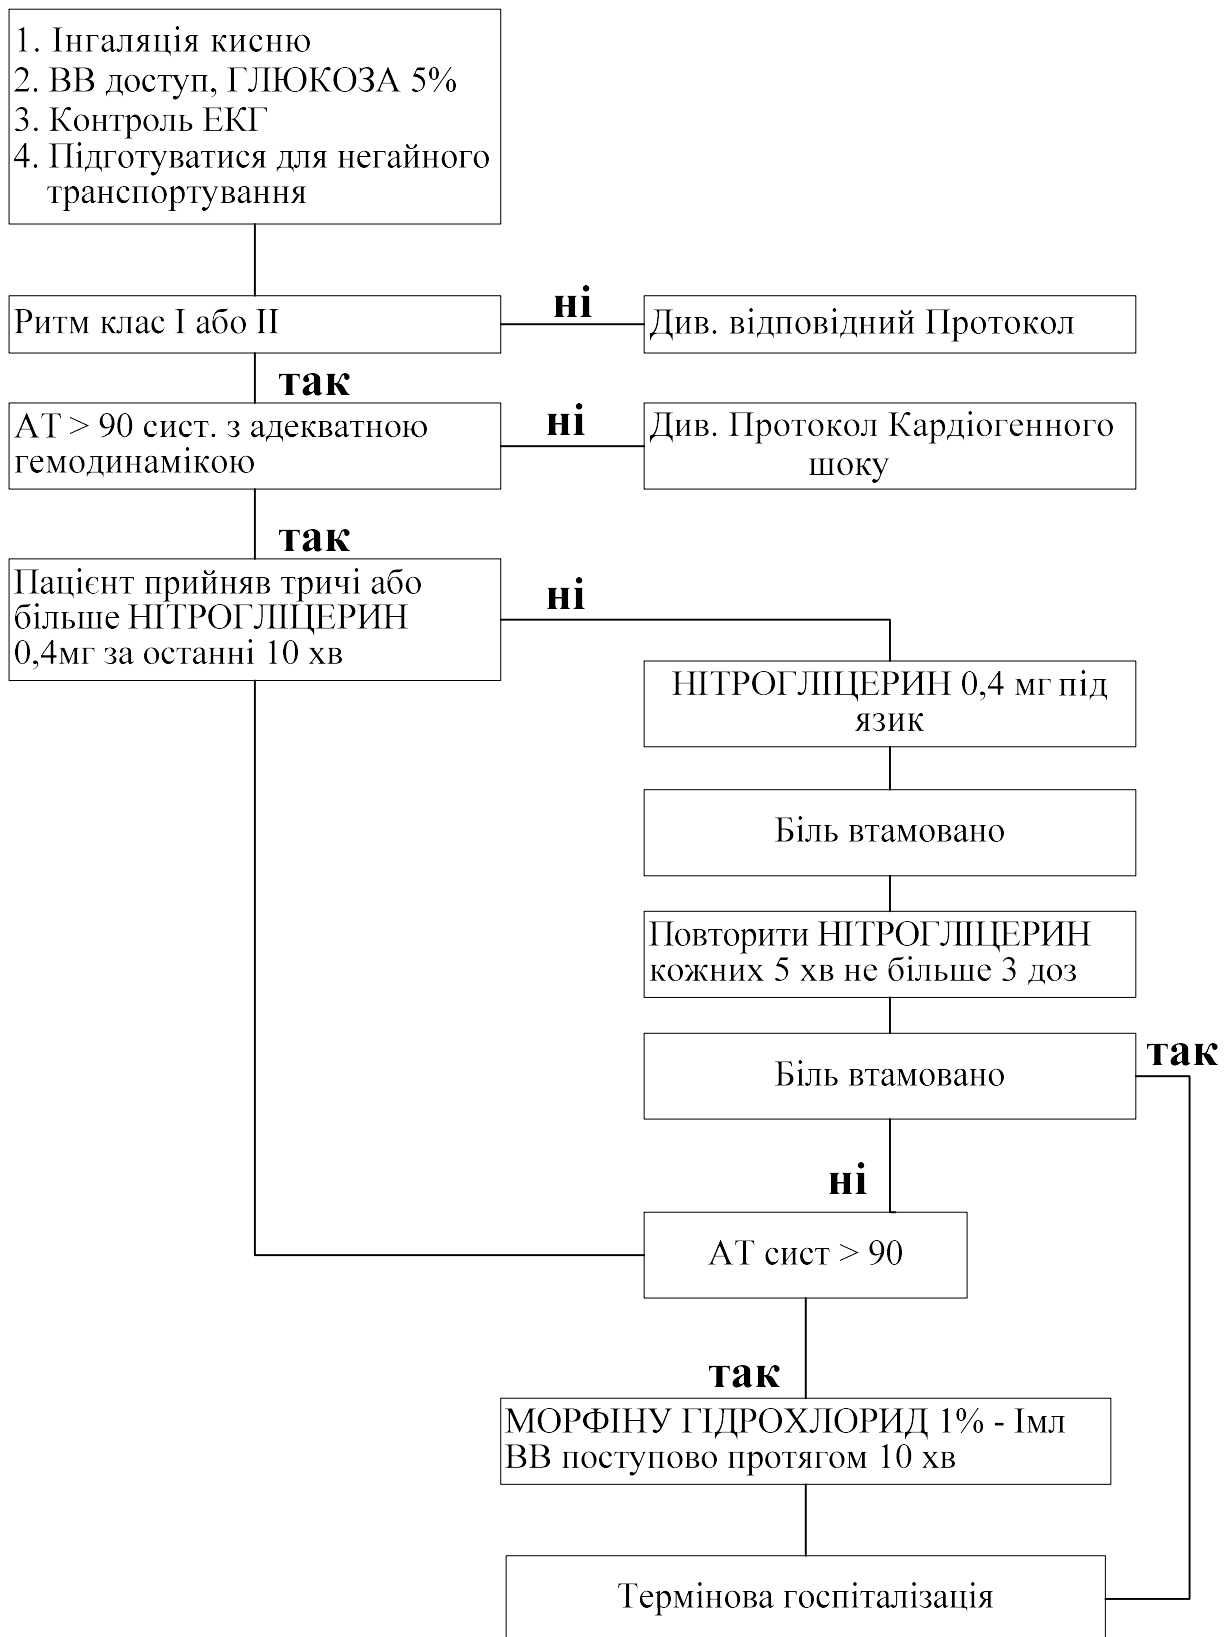 1. Інгаляція кисню
2. ВВ доступ, ГЛЮКОЗА 5%
3. Контроль ЕКГ
4. Підготуватися для негайного
транспортування
Ритм клас І або ІІ
ні
Див. відповідний Протокол
так
АТ > 90 сист. з адекватною
гемодинамікою
ні
Див. Протокол Кардіогенного
шоку
так
Пацієнт прийняв тричі або
більше НІТРОГЛІЦЕРИН
0,4мг за останні 10 хв
ні
НІТРОГЛІЦЕРИН 0,4 мг під
язик
Біль втамовано
Повторити НІТРОГЛІЦЕРИН
кожних 5 хв не більше 3 доз
Біль втамовано
так
ні
АТ сист > 90
так
МОРФІНУ ГІДРОХЛОРИД 1% - Імл
ВВ поступово протягом 10 хв
Термінова госпіталізація